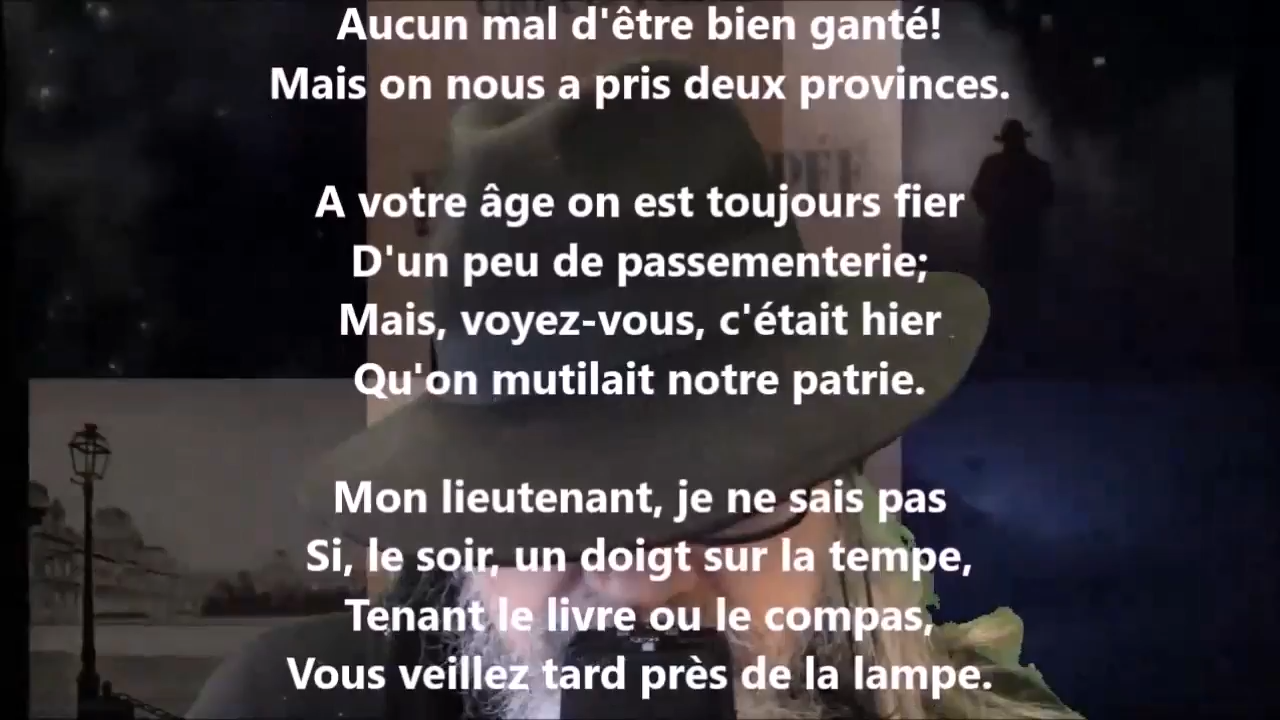 Aucun mal d'être bien ganté!
Mais on nous a pris deux provinces.
A votre âge on est toujours fier
D'un peu de passementerie;
Mais, voyez-vous, c'était hier
Qu'on mutilait notre patrie.
Mon lieutenant, je ne sais pas
Si, le soir, un doigt sur la tempe,
Tenant le livre ou le compas,
Vous veillez tard près de la lampe.